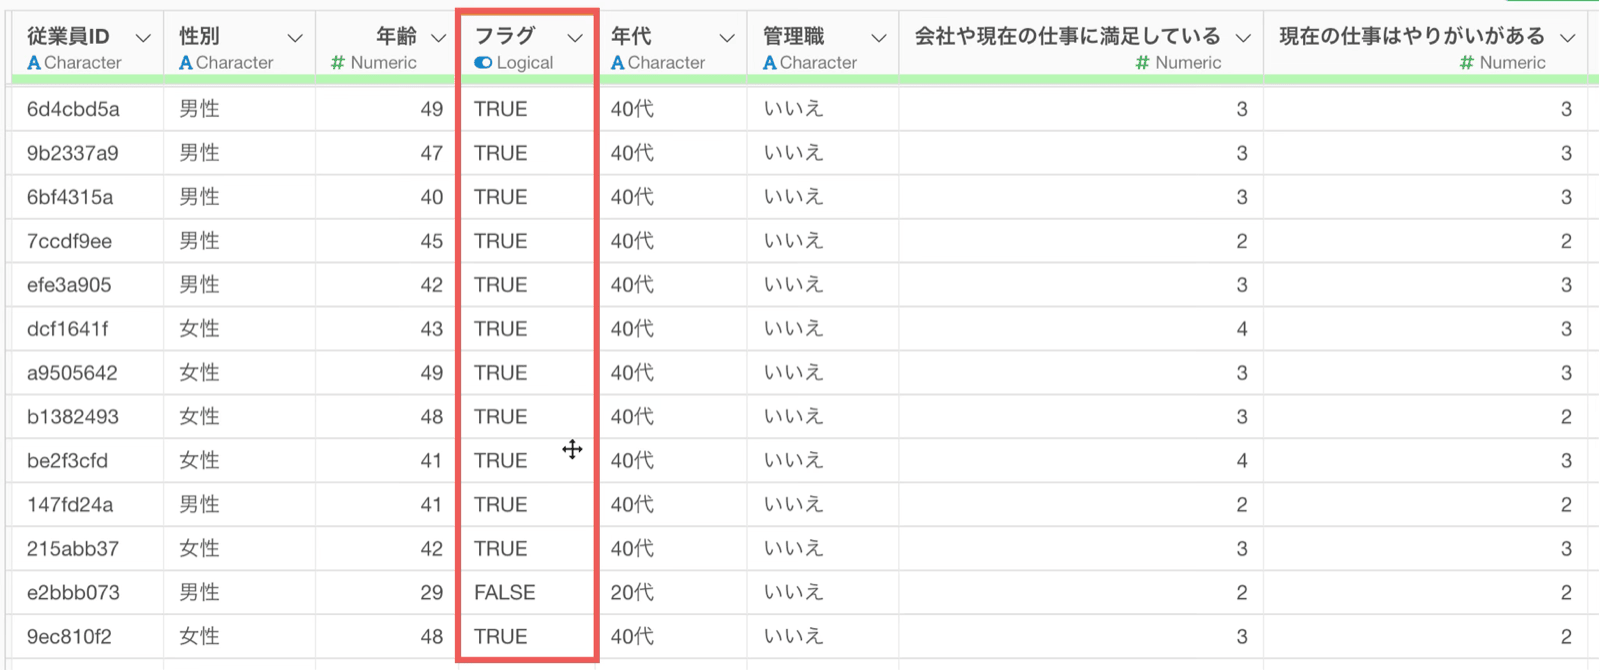 従業員ID 性別 年齢 フラグ 年代 管理職 会社や現在の仕事に満足している 現在の仕事はやりがいがある
A Character A Character # Numeric Logical A Character A Character # Numeric # Numeric
6d4cbd5a 男性 49 TRUE 40代 いいえ 3 3
9b2337a9 男性 47 TRUE 40代 いいえ 3 3
6bf4315a 男性 40 TRUE 40代 いいえ 3 3
7ccdf9ee 男性 45 TRUE 40代 いいえ 2 2
efe3a905 男性 42 TRUE 40代 いいえ 3 3
dcf1641f 女性 43 TRUE 40代 いいえ 4 3
a9505642 女性 49 TRUE 40代 いいえ 3 3
b1382493 女性 48 TRUE 40代 いいえ 3 2
be2f3cfd 女性 41 TRUE 40代 いいえ 4 3
147fd24a 男性 41 TRUE 40代 いいえ 2 2
215abb37 女性 42 TRUE 40代 いいえ 3 3
e2bbb073 男性 29 FALSE 20代 いいえ 2 2
9ec810f2 女性 48 TRUE 40代 いいえ 3 2